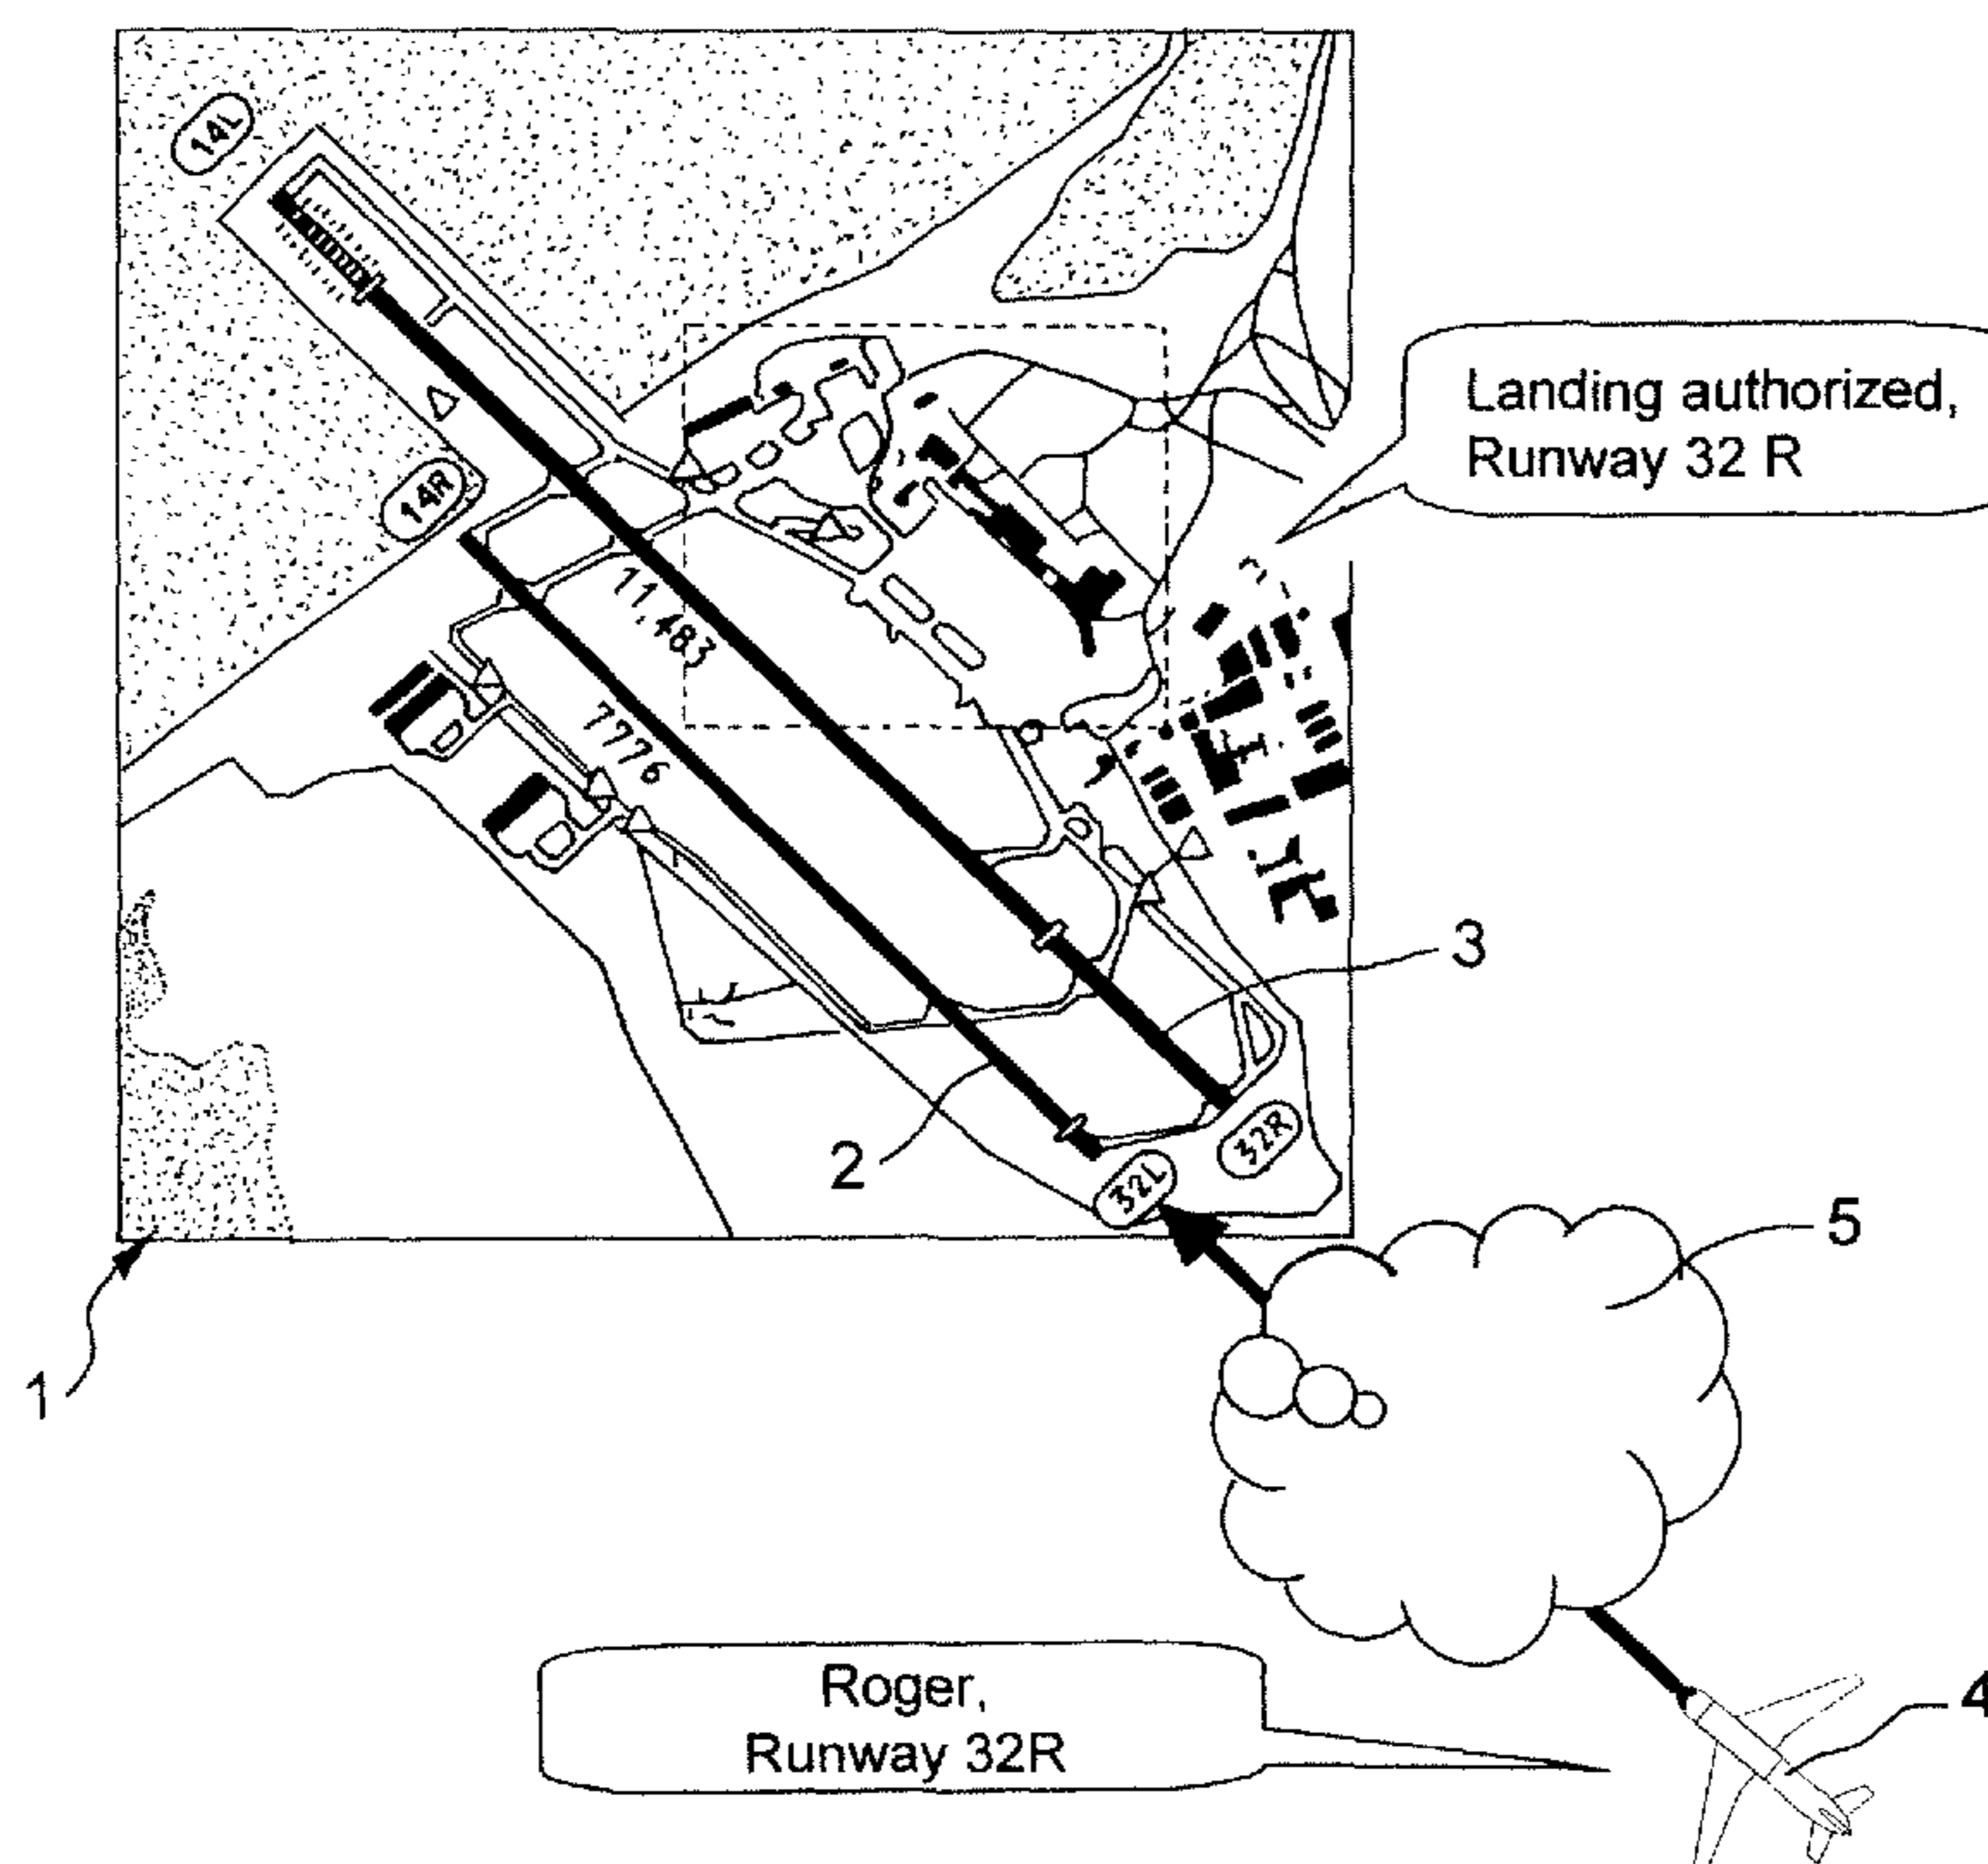 14L
14R
Landing authorized,
Runway 32 R
11,483
7776
3
2
32R
32L
5
1
Roger,
Runway 32R
4